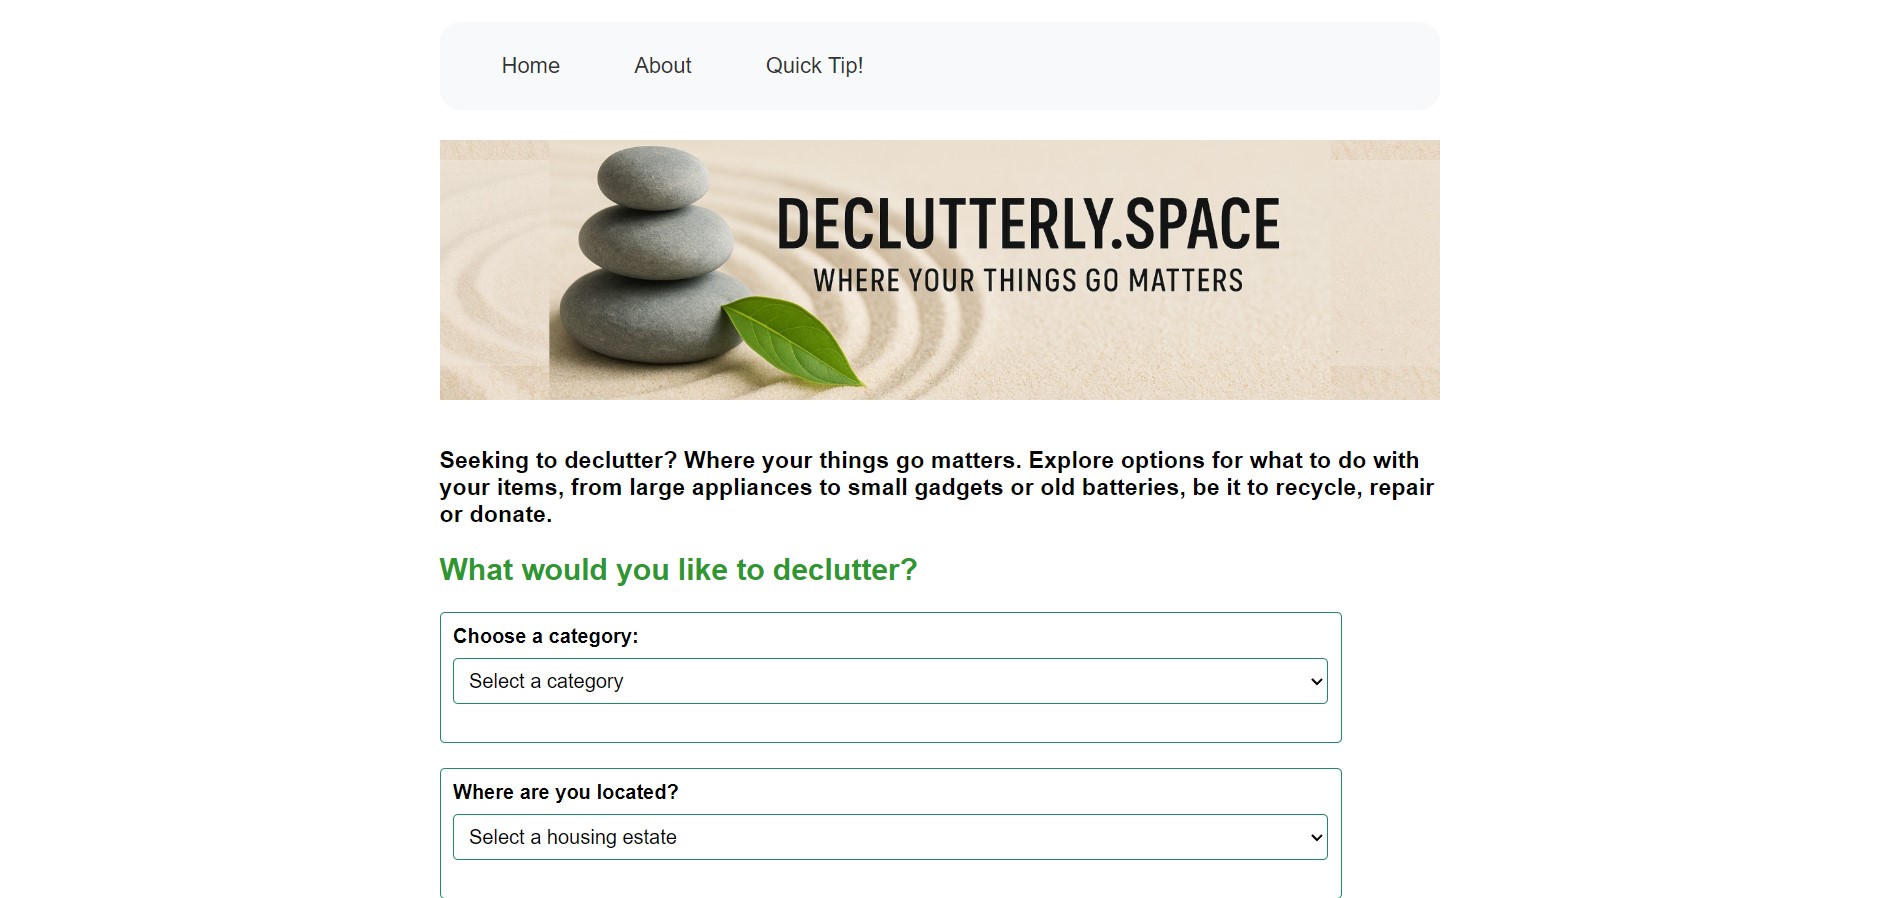 Home About Quick Tip!
DECLUTTERLY.SPACE
WHERE YOUR THINGS GO MATTERS
Seeking to declutter? Where your things go matters. Explore options for what to do with
your items, from large appliances to small gadgets or old batteries, be it to recycle, repair
or donate.
What would you like to declutter?
Choose a category:
Select a category
Where are you located?
Select a housing estate